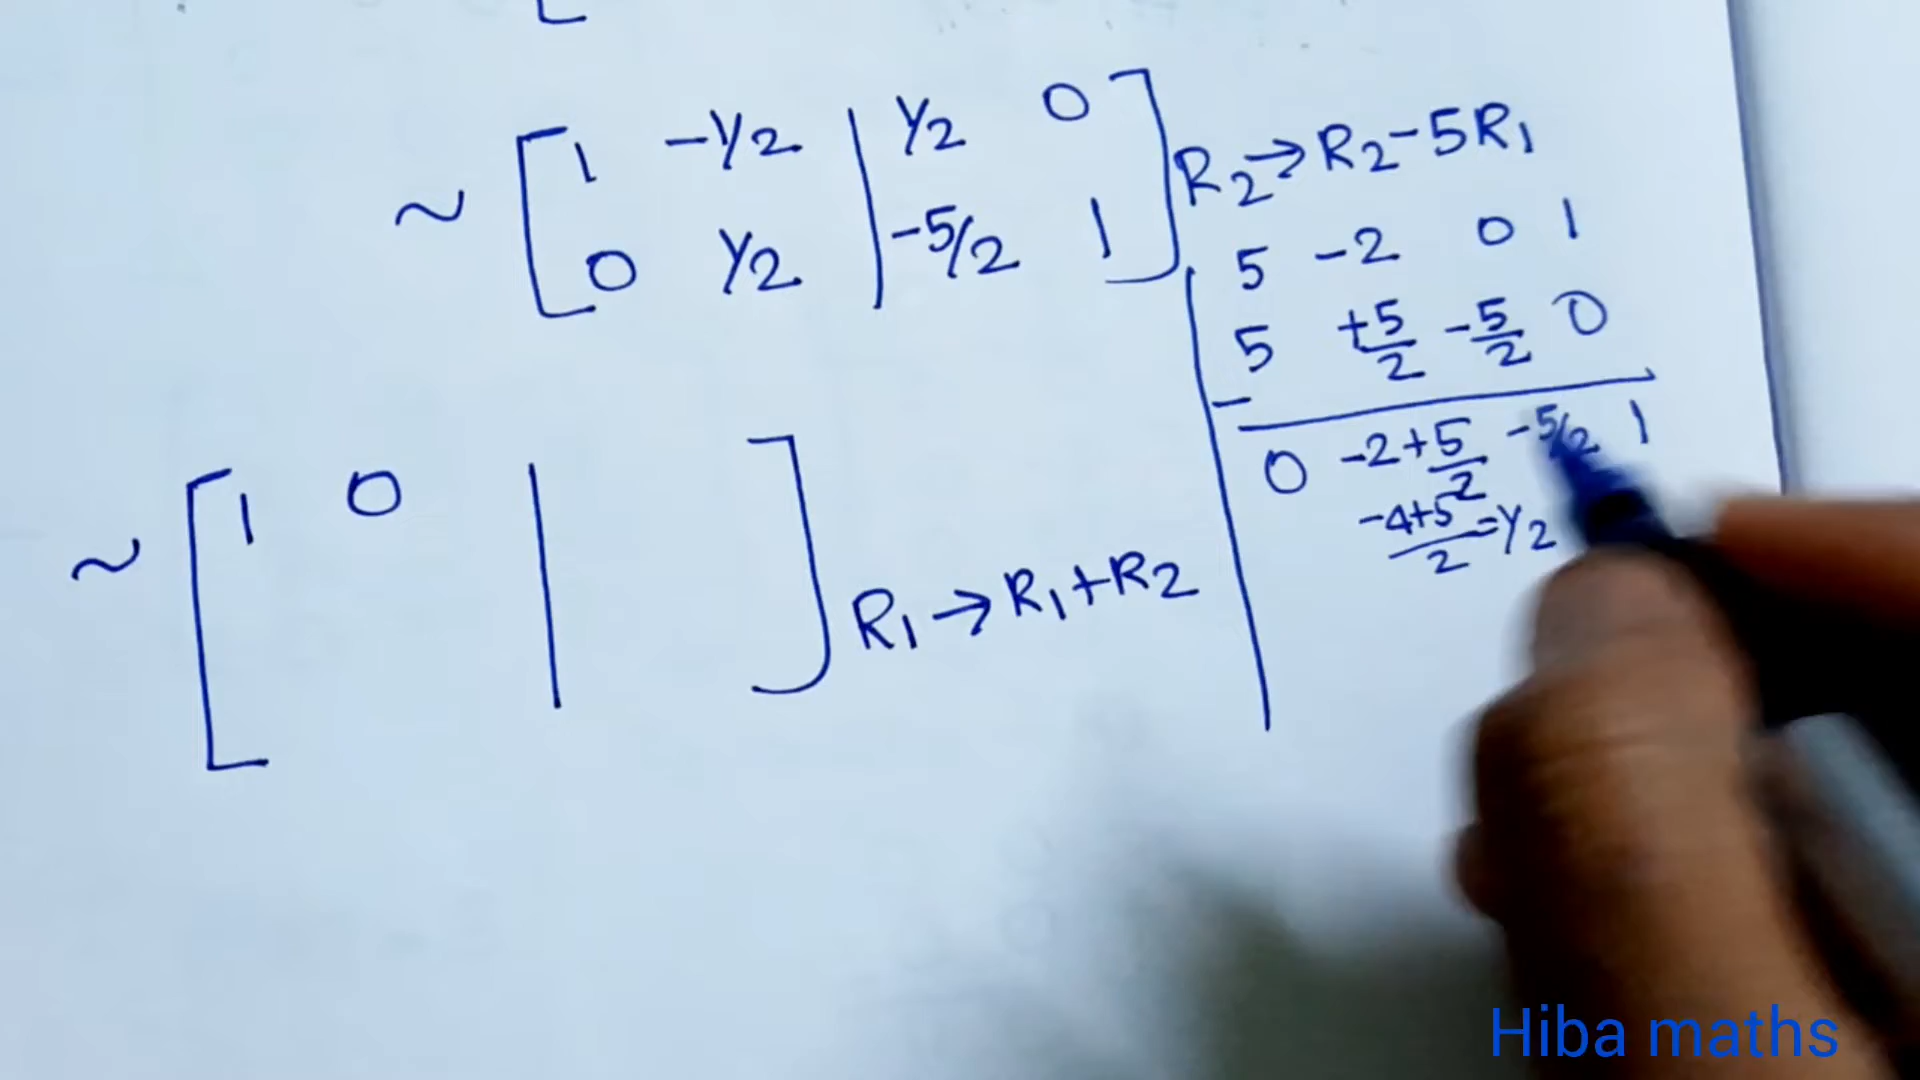 ~ [ 1 -1/2 | 1/2 0 ] R2→R2-5R1
[ 0 1/2 | -5/2 1 ]
5 -2 0 1
5 +5/2 -5/2 0
-
0 -2+5/2 -5/2 1
-4+5/2 =1/2
~ [ 1 0 | ] R1→R1+R2
Hiba maths